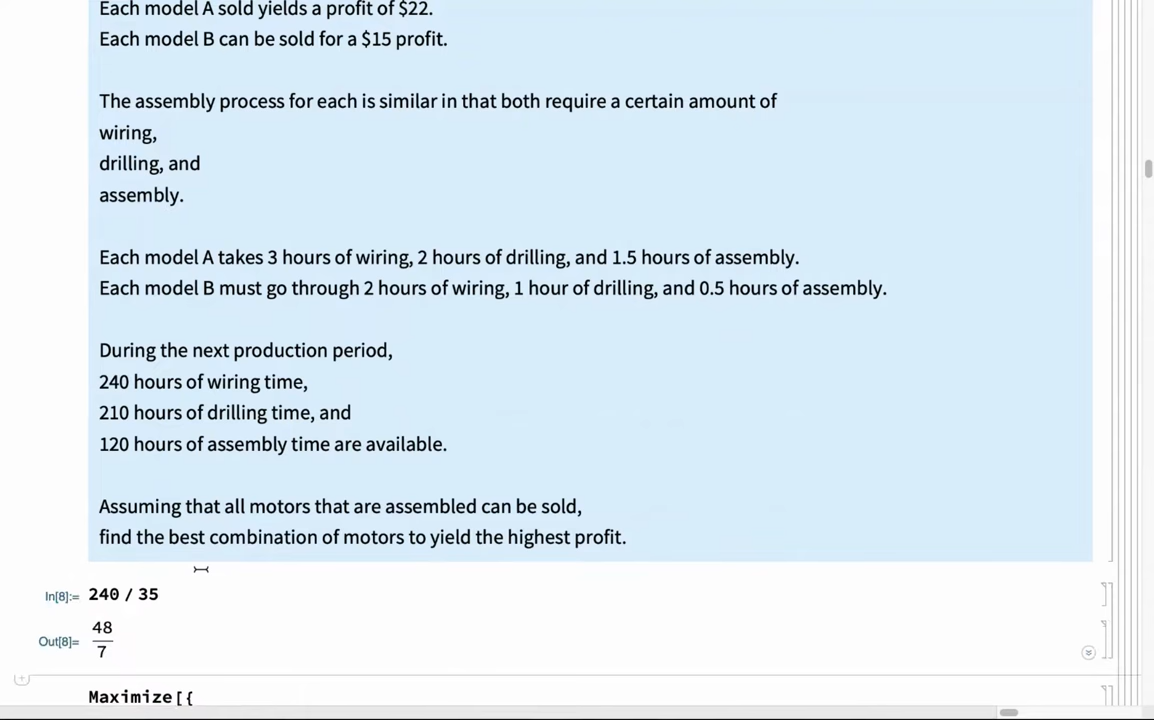 Each model A sold yields a profit of $22.
Each model B can be sold for a $15 profit.
The assembly process for each is similar in that both require a certain amount of
wiring,
drilling, and
assembly.
Each model A takes 3 hours of wiring, 2 hours of drilling, and 1.5 hours of assembly.
Each model B must go through 2 hours of wiring, 1 hour of drilling, and 0.5 hours of assembly.
During the next production period,
240 hours of wiring time,
210 hours of drilling time, and
120 hours of assembly time are available.
Assuming that all motors that are assembled can be sold,
find the best combination of motors to yield the highest profit.
In[8]:= 240 / 35
48
Out[8]=
7
Maximize[{